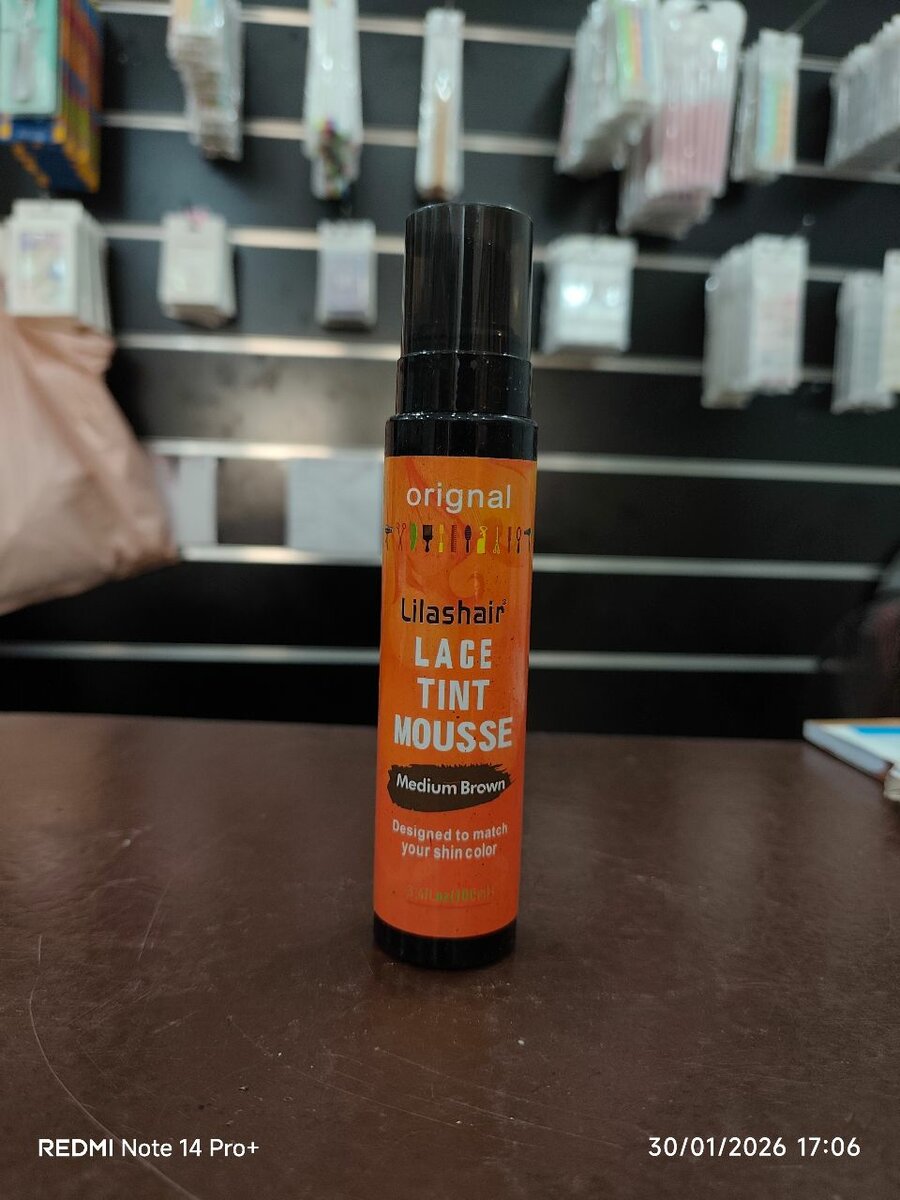 orignal
Lilashair
LACE
TINT
MOUSSE
Medium Brown
Designed to match
your shin color
REDMI Note 14 Pro+
30/01/2026 17:06